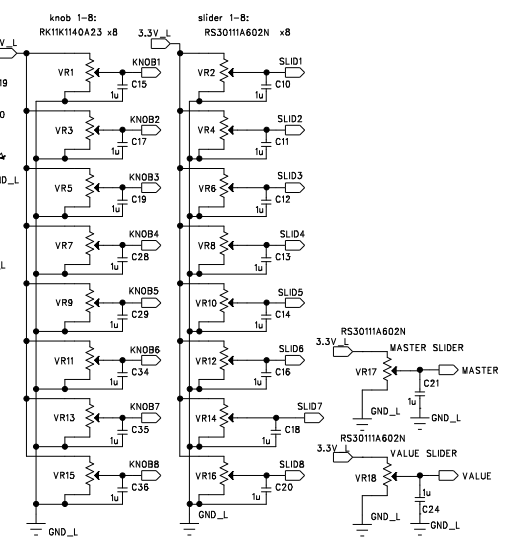 knob 1-8:
RK11K1140A23 x8
slider 1-8:
RS30111A602N x8
V_L
3.3V_L
VR1
KNOB1
C15
1u
VR2
SLID1
C10
1u
19
VR3
KNOB2
C17
1u
VR4
SLID2
C11
1u
0
VR5
KNOB3
C19
1u
VR6
SLID3
C12
1u
ND_L
VR7
KNOB4
C28
1u
VR8
SLID4
C13
1u
L
VR9
KNOB5
C29
1u
VR10
SLID5
C14
1u
VR11
KNOB6
C34
1u
VR12
SLID6
C16
1u
VR13
KNOB7
C35
1u
VR14
SLID7
C18
1u
VR15
KNOB8
C36
1u
VR16
SLID8
C20
1u
GND_L
GND_L
RS30111A602N
3.3V_L
MASTER SLIDER
VR17
MASTER
C21
1u
GND_L
GND_L
RS30111A602N
3.3V_L
VALUE SLIDER
VR18
VALUE
1u
C24
GND_L
GND_L